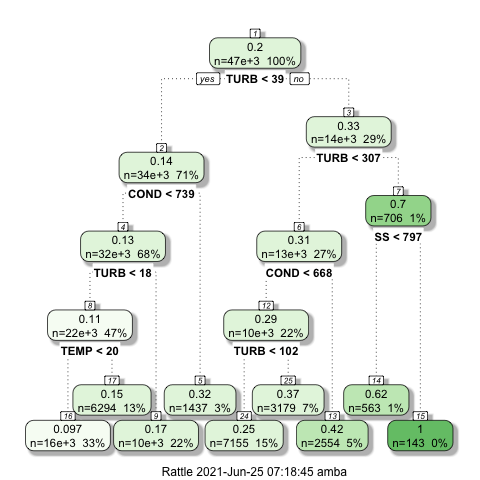 1
0.2
n=47e+3 100%
yes TURB < 39 no
3
0.33
n=14e+3 29%
TURB < 307
2
0.14
n=34e+3 71%
COND < 739
7
0.7
n=706 1%
SS < 797
4
0.13
n=32e+3 68%
TURB < 18
6
0.31
n=13e+3 27%
COND < 668
8
0.11
n=22e+3 47%
TEMP < 20
12
0.29
n=10e+3 22%
TURB < 102
17
0.15
n=6294 13%
5
0.32
n=1437 3%
25
0.37
n=3179 7%
14
0.62
n=563 1%
16
0.097
n=16e+3 33%
9
0.17
n=10e+3 22%
24
0.25
n=7155 15%
13
0.42
n=2554 5%
15
1
n=143 0%
Rattle 2021-Jun-25 07:18:45 amba